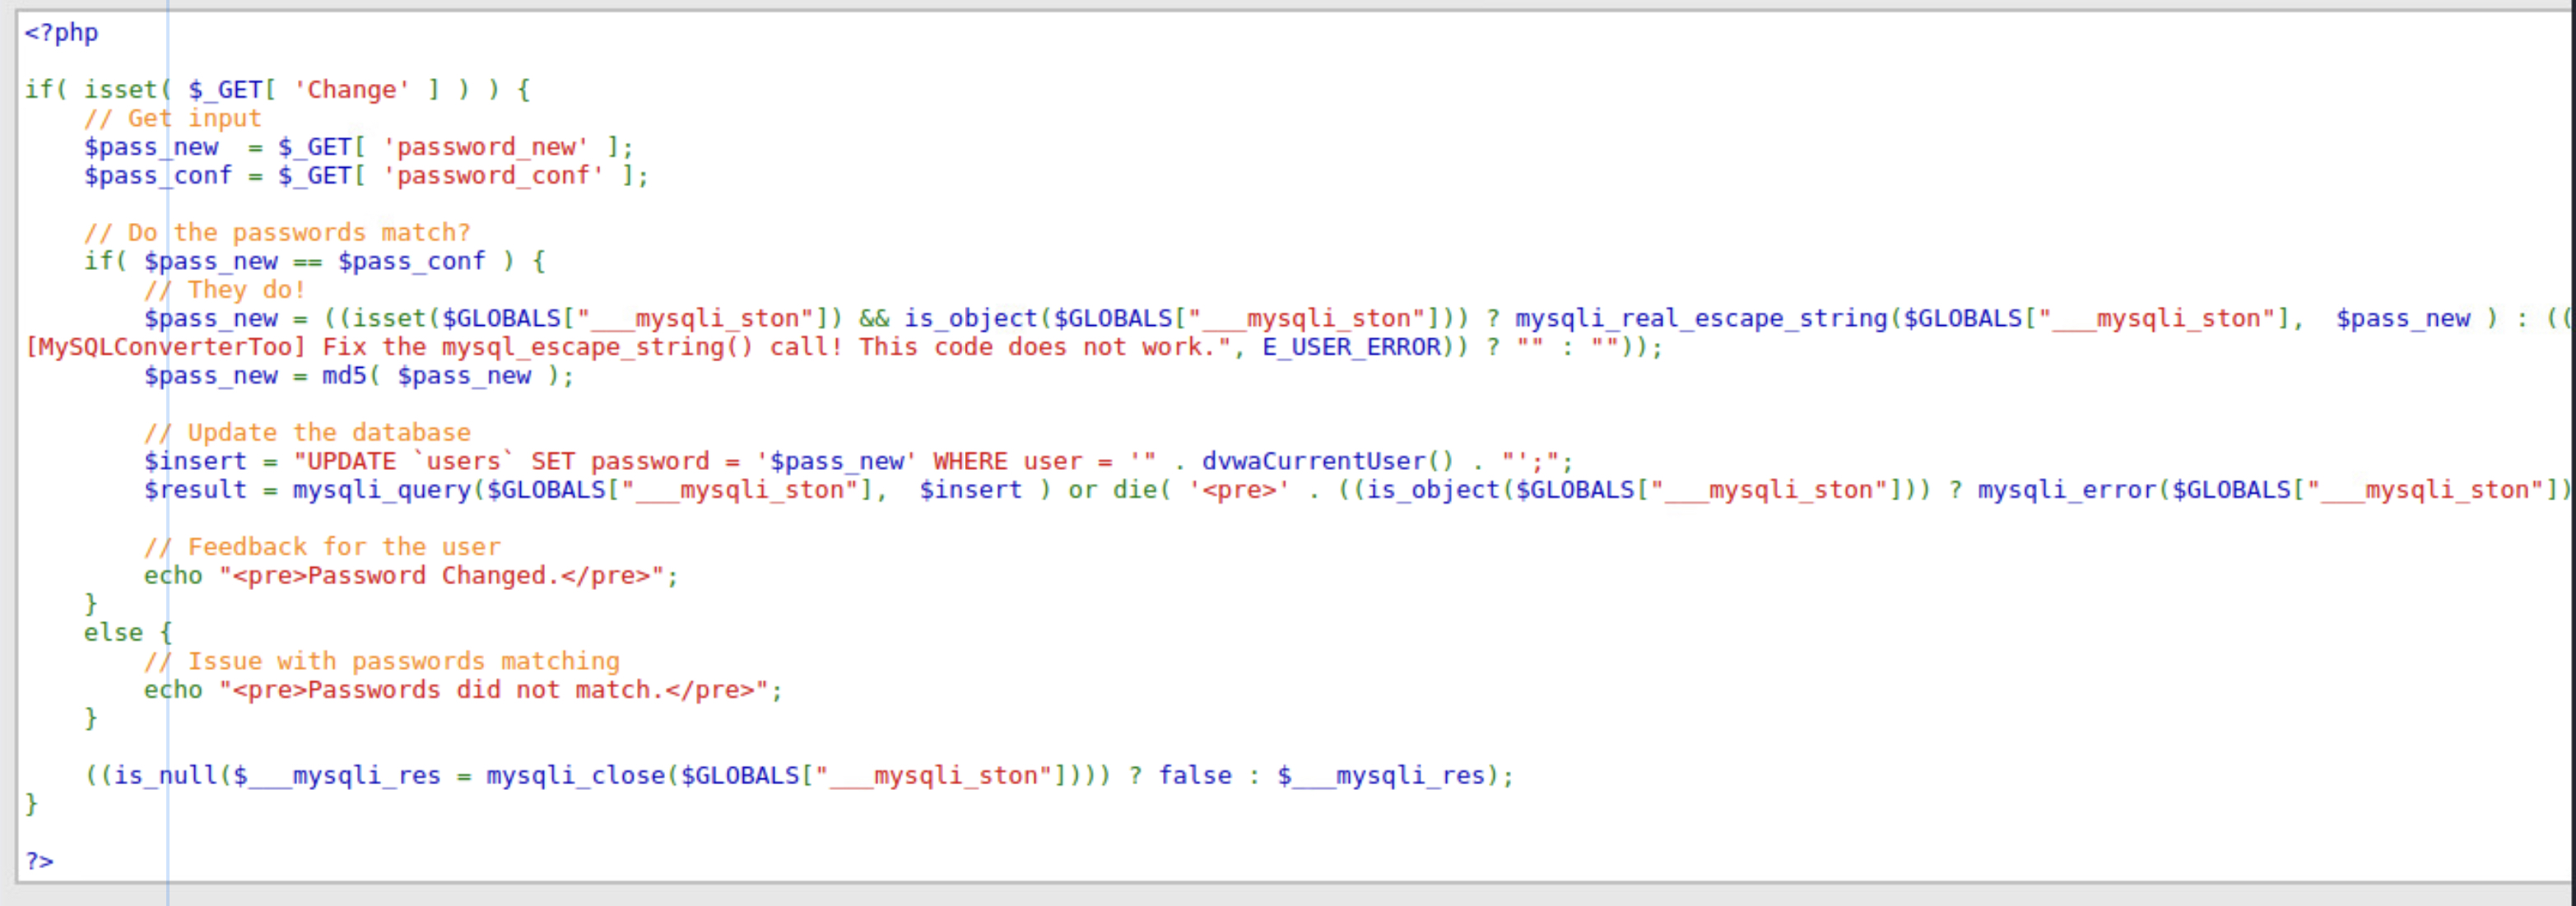 <?php

if( isset( $_GET[ 'Change' ] ) ) {
    // Get input
    $pass_new  = $_GET[ 'password_new' ];
    $pass_conf = $_GET[ 'password_conf' ];

    // Do the passwords match?
    if( $pass_new == $pass_conf ) {
        // They do!
        $pass_new = ((isset($GLOBALS["___mysqli_ston"]) && is_object($GLOBALS["___mysqli_ston"])) ? mysqli_real_escape_string($GLOBALS["___mysqli_ston"],  $pass_new ) : ((
[MySQLConverterToo] Fix the mysql_escape_string() call! This code does not work.", E_USER_ERROR)) ? "" : ""));
        $pass_new = md5( $pass_new );

        // Update the database
        $insert = "UPDATE `users` SET password = '$pass_new' WHERE user = '" . dvwaCurrentUser() . "';";
        $result = mysqli_query($GLOBALS["___mysqli_ston"],  $insert ) or die( '<pre>' . ((is_object($GLOBALS["___mysqli_ston"])) ? mysqli_error($GLOBALS["___mysqli_ston"])

        // Feedback for the user
        echo "<pre>Password Changed.</pre>";
    }
    else {
        // Issue with passwords matching
        echo "<pre>Passwords did not match.</pre>";
    }

    ((is_null($___mysqli_res = mysqli_close($GLOBALS["___mysqli_ston"]))) ? false : $___mysqli_res);
}

?>